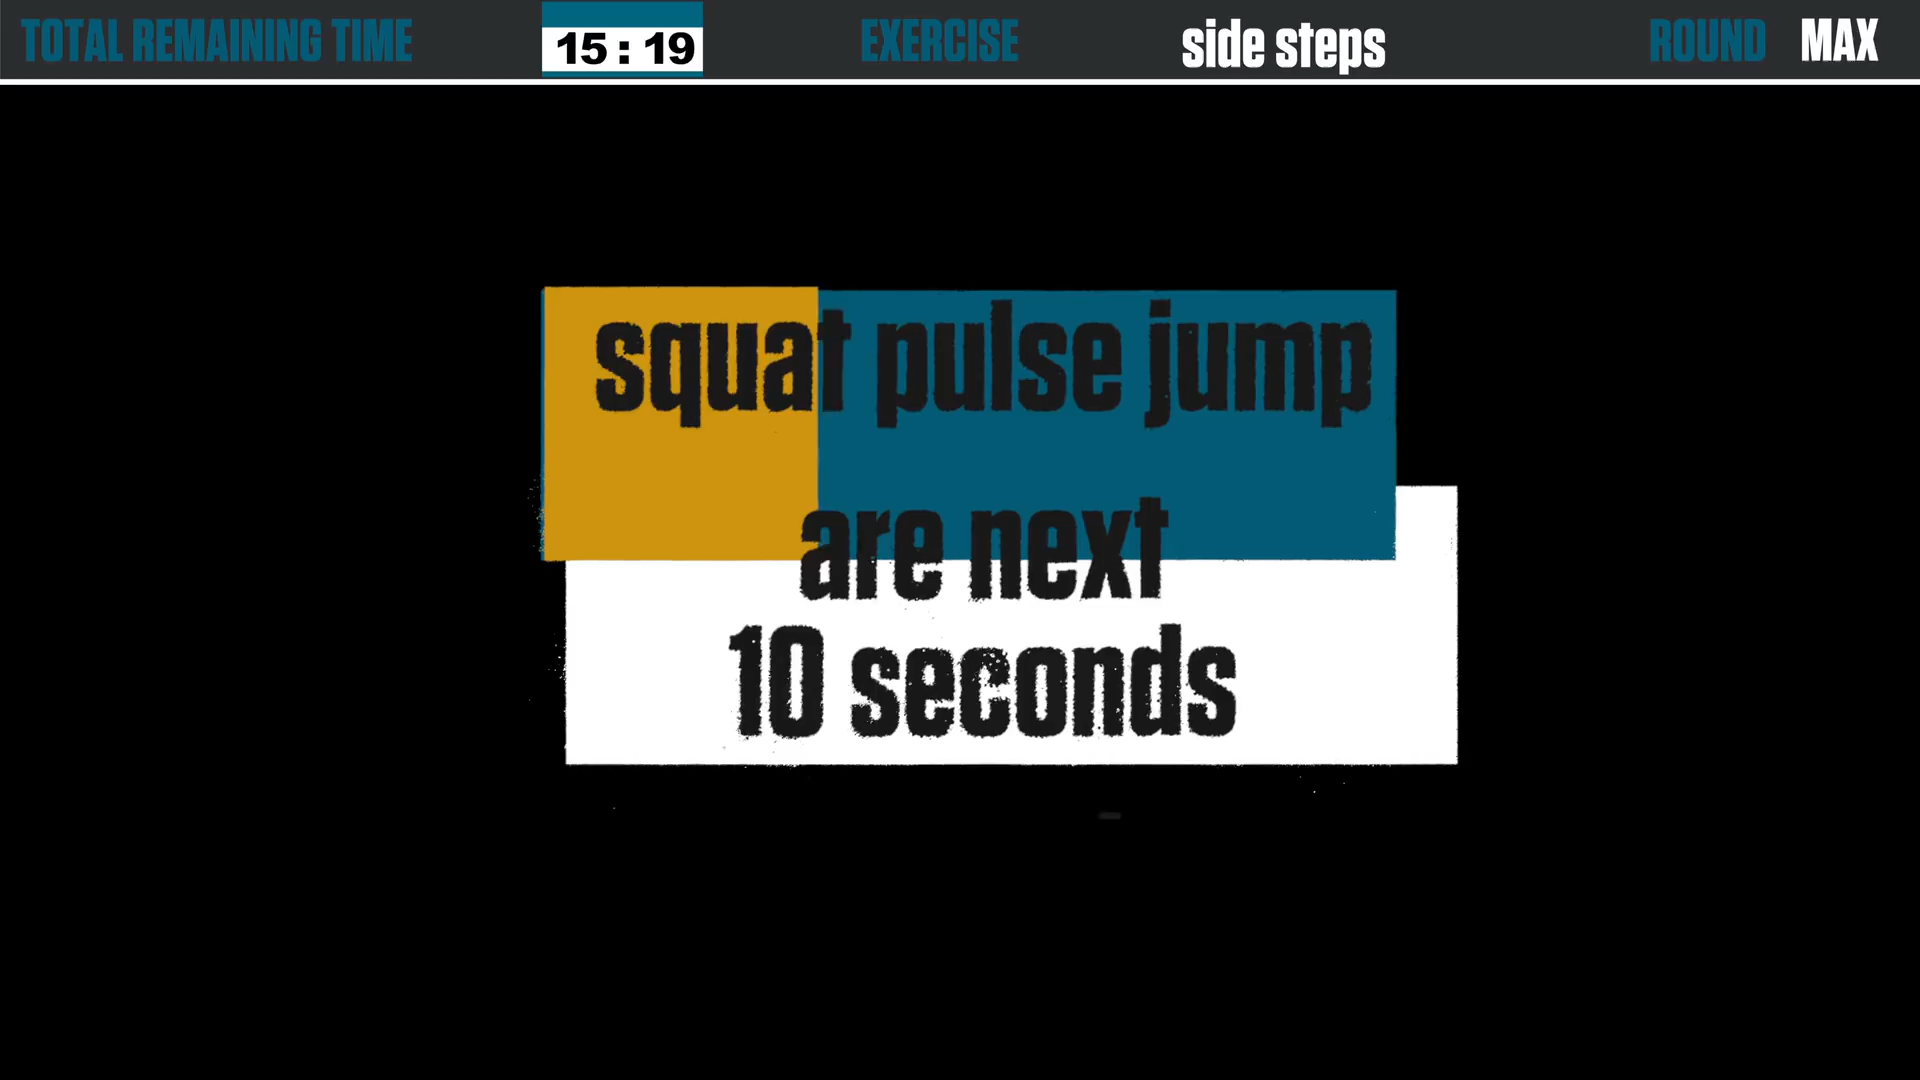 TOTAL REMAINING TIME 15 : 19 EXERCISE side steps ROUND MAX
squat pulse jump
are next
10 seconds